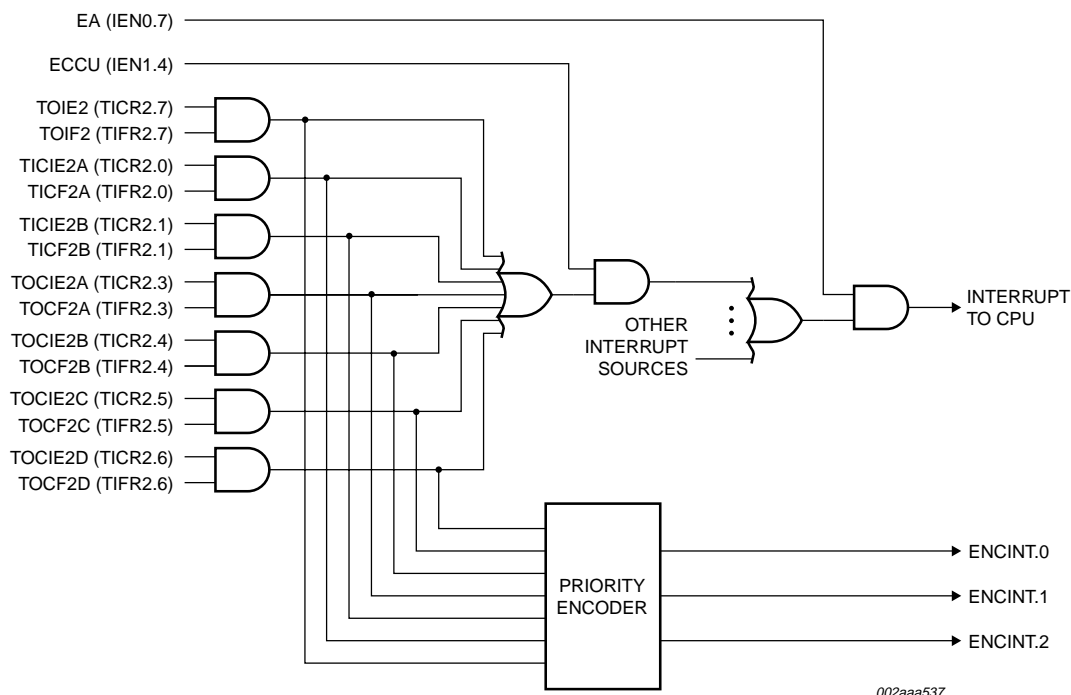 EA (IEN0.7)
ECCU (IEN1.4)
TOIE2 (TICR2.7)
TOIF2 (TIFR2.7)
TICIE2A (TICR2.0)
TICF2A (TIFR2.0)
TICIE2B (TICR2.1)
TICF2B (TIFR2.1)
TOCIE2A (TICR2.3)
TOCF2A (TIFR2.3)
TOCIE2B (TICR2.4)
TOCF2B (TIFR2.4)
TOCIE2C (TICR2.5)
TOCF2C (TIFR2.5)
TOCIE2D (TICR2.6)
TOCF2D (TIFR2.6)
OTHER
INTERRUPT
SOURCES
INTERRUPT
TO CPU
PRIORITY
ENCODER
ENCINT.0
ENCINT.1
ENCINT.2
002aaa537